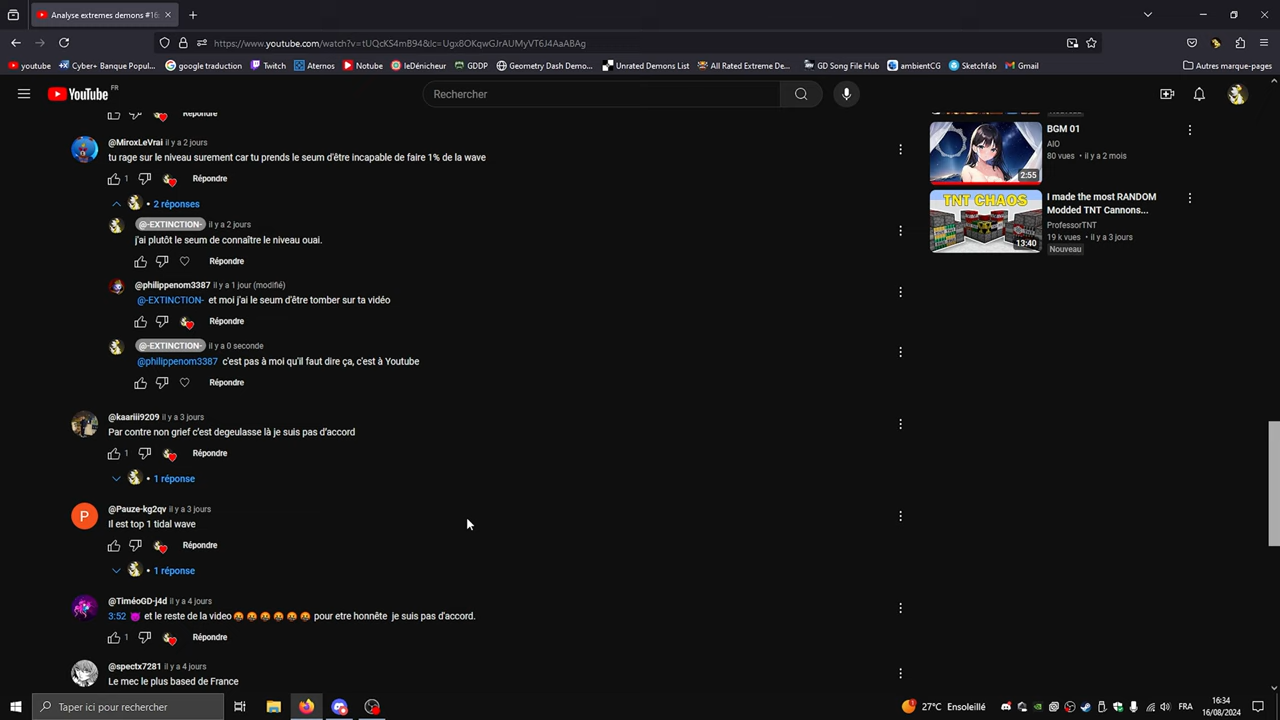 Analyse extremes demons #16:
https://www.youtube.com/watch?v=tUQcKS4mB94&lc=Ugx8OKqwGJrAUMyVT6J4AaABAg
youtube
Cyber+ Banque Popul...
google traduction
Twitch
Aternos
Notube
leDénicheur
GDDP
Geometry Dash Demo...
Unrated Demons List
All Rated Extreme De...
GD Song File Hub
ambientCG
Sketchfab
Gmail
Autres marque-pages
YouTube FR
Rechercher
Répondre
@MiroxLeVrai il y a 2 jours
tu rage sur le niveau surement car tu prends le seum d'être incapable de faire 1% de la wave
1 Répondre
• 2 réponses
@-EXTINCTION- il y a 2 jours
j'ai plutôt le seum de connaître le niveau ouai.
Répondre
@philippenom3387 il y a 1 jour (modifié)
@-EXTINCTION- et moi j'ai le seum d'être tomber sur ta vidéo
Répondre
@-EXTINCTION- il y a 0 seconde
@philippenom3387 c'est pas à moi qu'il faut dire ça, c'est à Youtube
Répondre
@kaariii9209 il y a 3 jours
Par contre non grief c'est degeulasse là je suis pas d'accord
1 Répondre
• 1 réponse
@Pauze-kg2qv il y a 3 jours
P
Il est top 1 tidal wave
Répondre
• 1 réponse
@TiméoGD-j4d il y a 4 jours
3:52 😈 et le reste de la video🤬🤬🤬🤬🤬🤬 pour etre honnête je suis pas d'accord.
1 Répondre
@spectx7281 il y a 4 jours
Le mec le plus based de France
BGM 01
AIO
80 vues • il y a 2 mois
2:55
I made the most RANDOM
Modded TNT Cannons...
ProfessorTNT
19 k vues • il y a 3 jours
Nouveau
TNT CHAOS
13:40
Taper ici pour rechercher
27°C Ensoleillé
FRA
16:34
16/08/2024